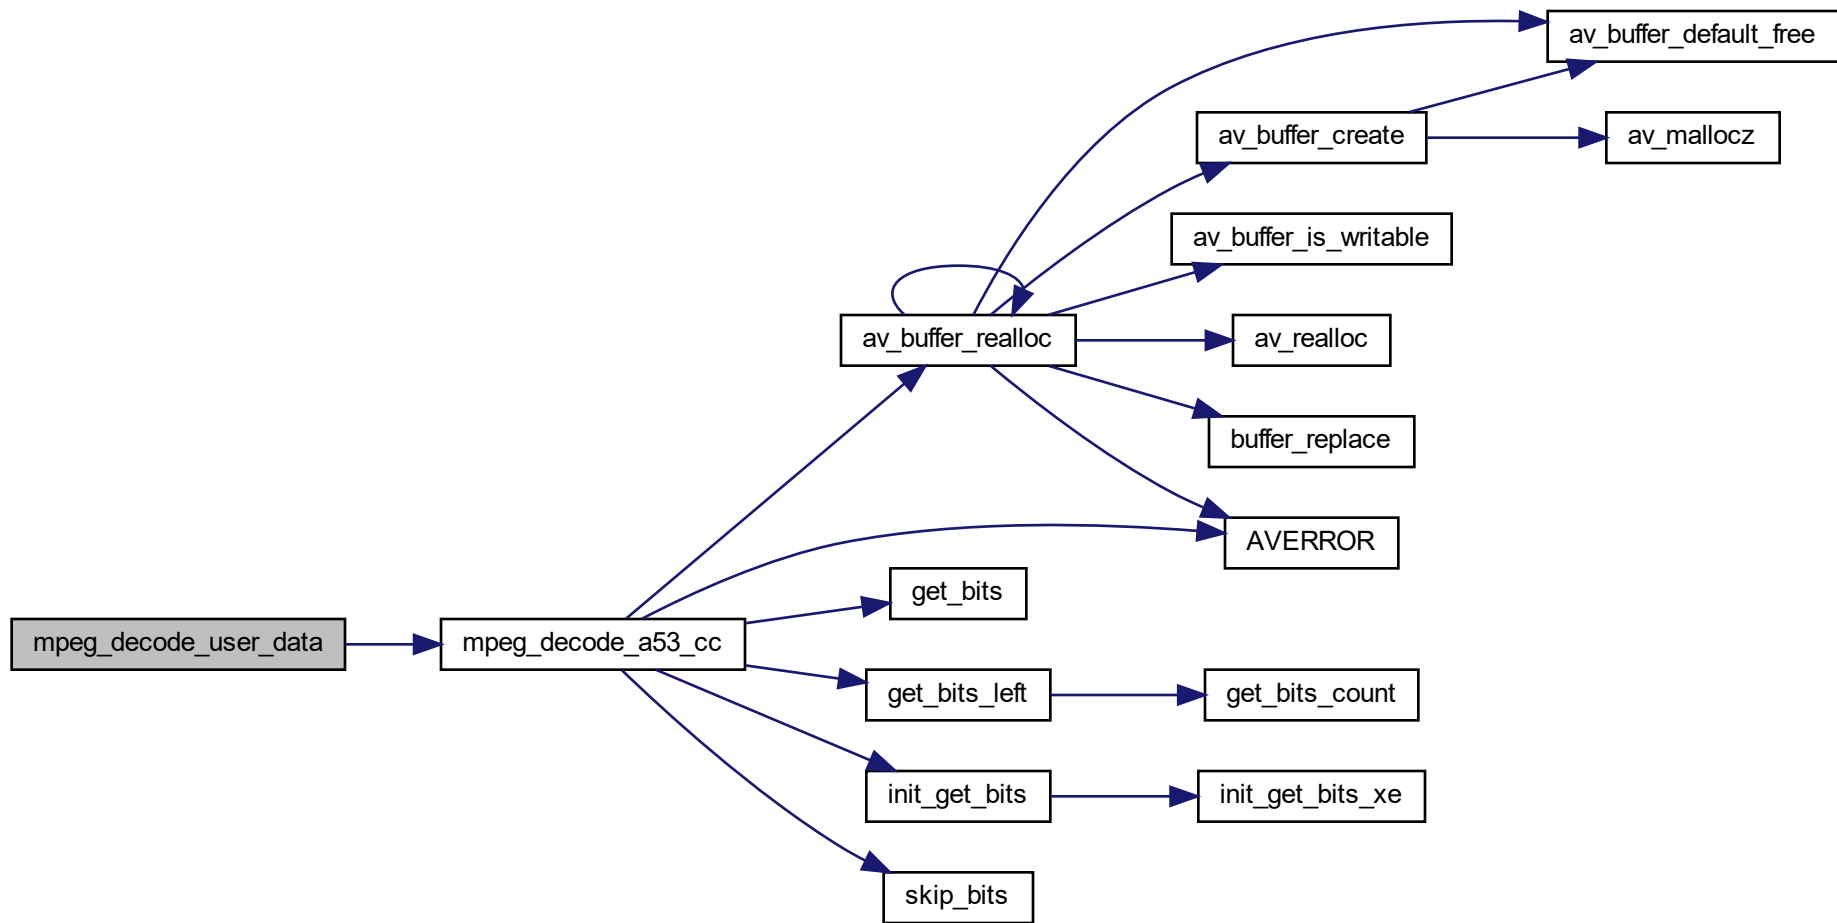 av_buffer_default_free
av_buffer_create
av_mallocz
av_buffer_is_writable
av_buffer_realloc
av_realloc
buffer_replace
AVERROR
get_bits
mpeg_decode_user_data
mpeg_decode_a53_cc
get_bits_left
get_bits_count
init_get_bits
init_get_bits_xe
skip_bits